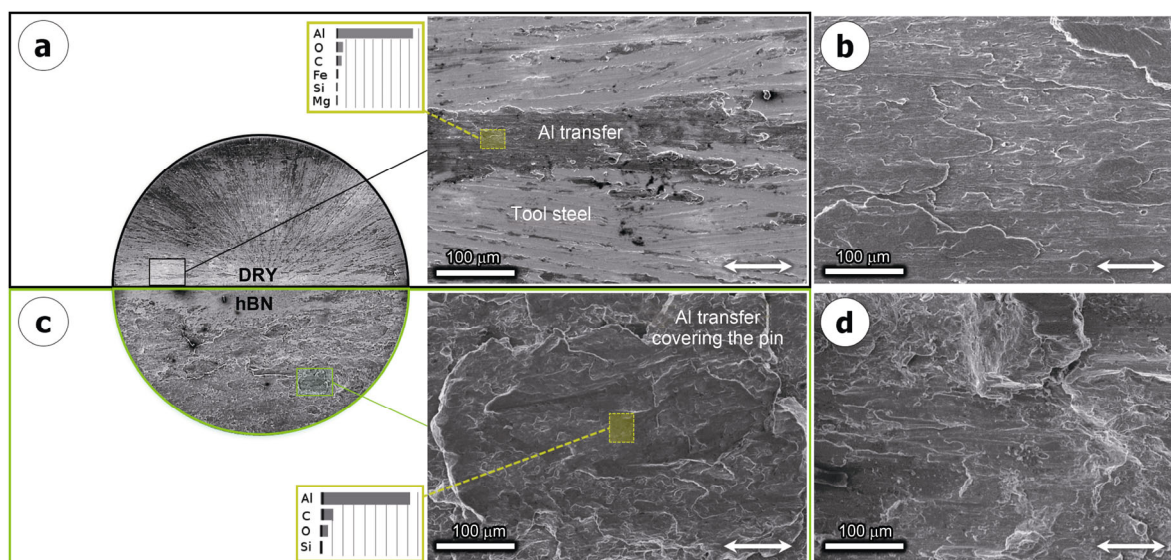 a
Al
O
C
Fe
Si
Mg
Al transfer
Tool steel
100 μm
DRY
b
100 μm
hBN
c
Al transfer
covering the pin
Al
C
O
Si
100 μm
d
100 μm